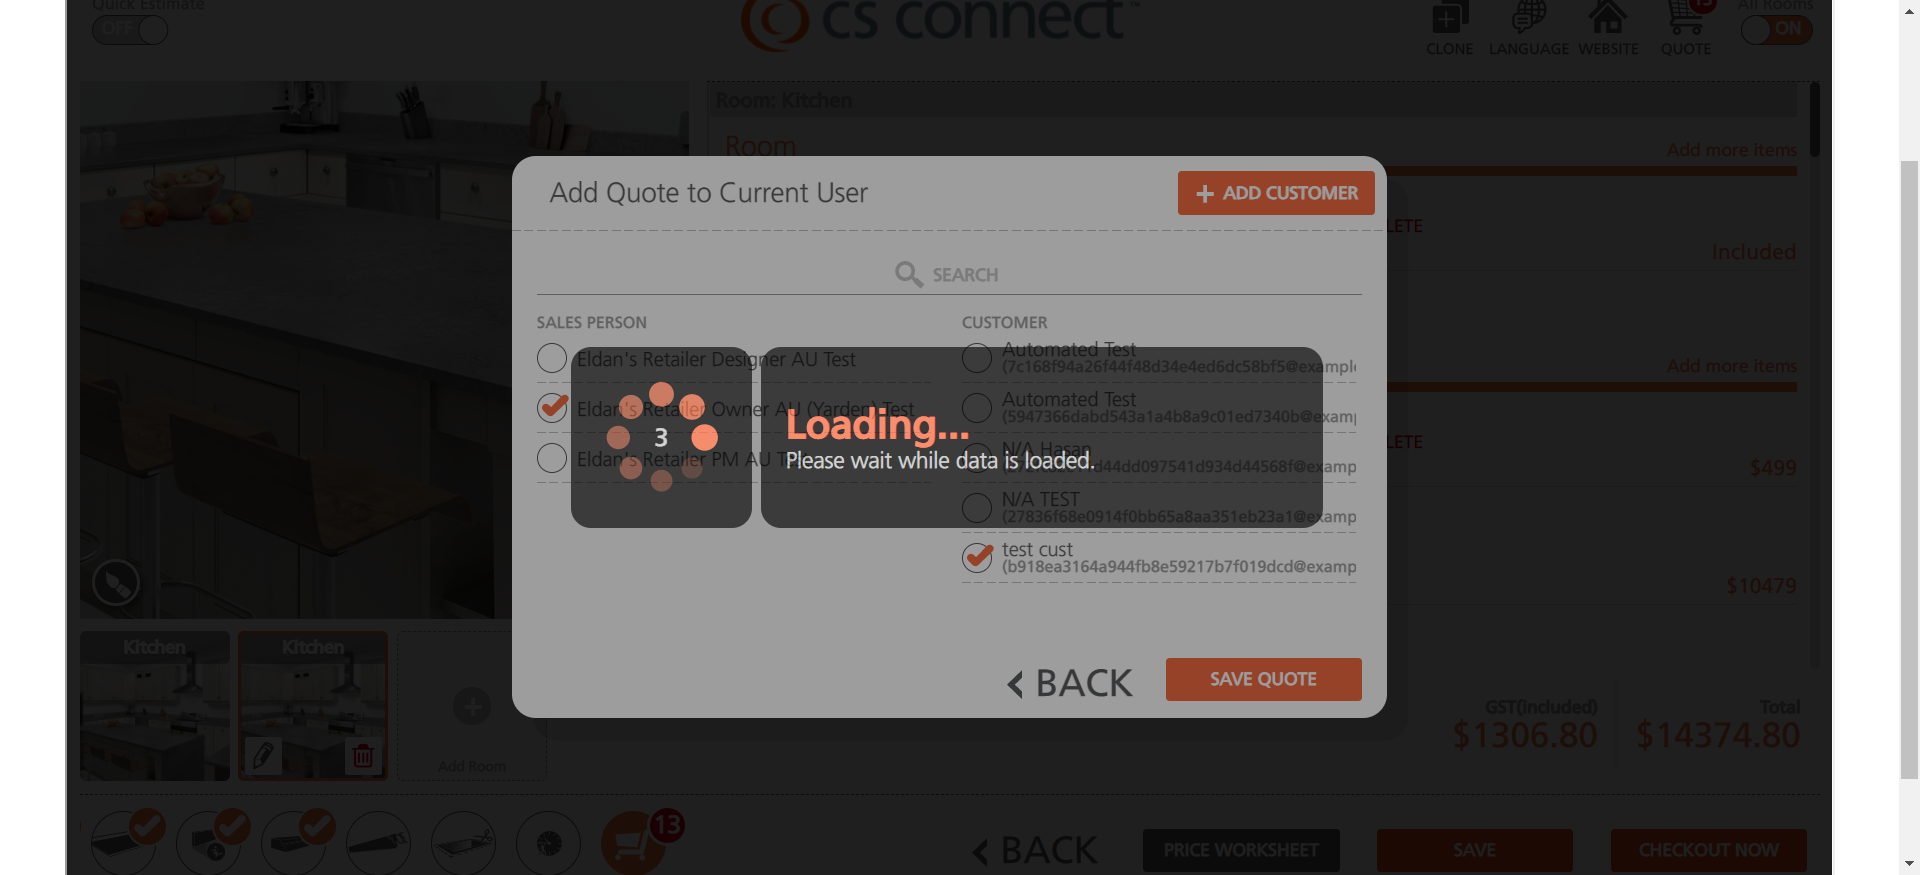 Quick Estimate
OFF
cs connect™
CLONE
LANGUAGE
WEBSITE
13
QUOTE
All Rooms
ON
Room: Kitchen
Room
Add more items
LETE
Included
Add more items
LETE
$499
$10479
Add Quote to Current User
+ ADD CUSTOMER
SEARCH
SALES PERSON
Eldan's Retailer Designer AU Test
Eldan's Retailer Owner AU (Yarden) Test
Eldan's Retailer PM AU
CUSTOMER
Automated Test
(7c168f94a26f44f48d34e4ed6dc58bf5@example
Automated Test
(5947366dabd543a1a4b8a9c01ed7340b@examp
N/A Hasan
d44dd097541d934d44568f@examp
N/A TEST
(27836f68e0914f0bb65a8aa351eb23a1@examp
test cust
(b918ea3164a944fb8e59217b7f019dcd@examp
3
Loading...
Please wait while data is loaded.
BACK
SAVE QUOTE
Kitchen
Kitchen
Add Room
GST(Included)
$1306.80
Total
$14374.80
13
BACK
PRICE WORKSHEET
SAVE
CHECKOUT NOW